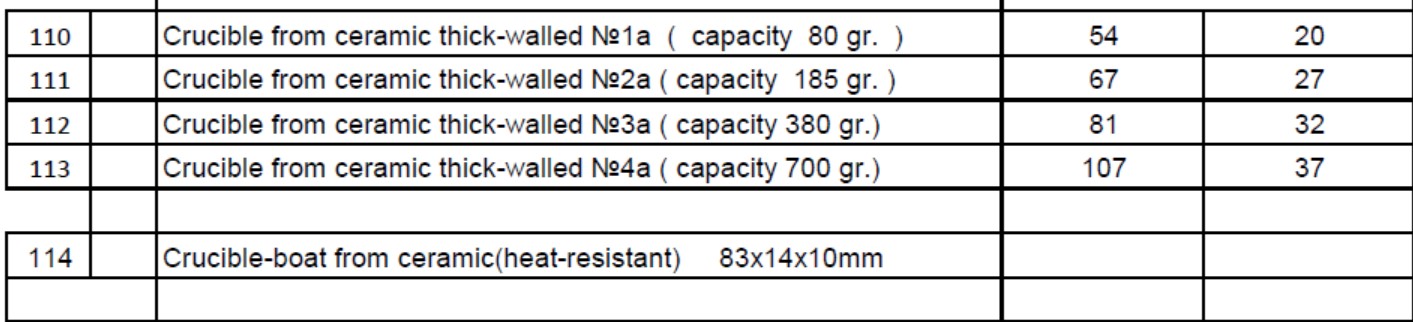 110 Crucible from ceramic thick-walled №1a ( capacity 80 gr. ) 54 20
111 Crucible from ceramic thick-walled №2a ( capacity 185 gr. ) 67 27
112 Crucible from ceramic thick-walled №3a ( capacity 380 gr.) 81 32
113 Crucible from ceramic thick-walled №4a ( capacity 700 gr.) 107 37
114 Crucible-boat from ceramic(heat-resistant) 83x14x10mm